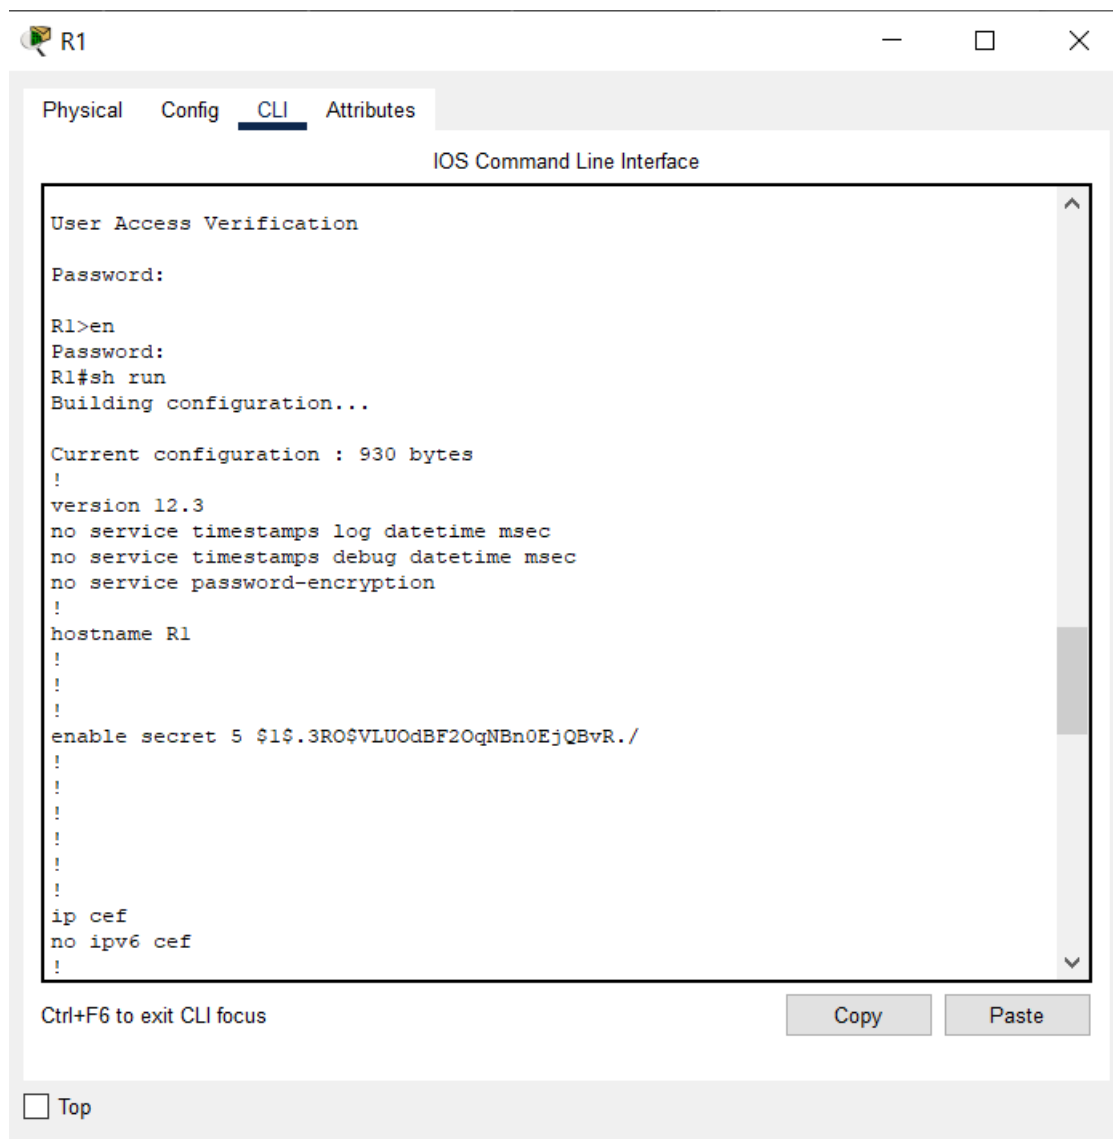 R1
Physical Config CLI Attributes
IOS Command Line Interface
User Access Verification
Password:
R1>en
Password:
R1#sh run
Building configuration...
Current configuration : 930 bytes
!
version 12.3
no service timestamps log datetime msec
no service timestamps debug datetime msec
no service password-encryption
!
hostname R1
!
!
!
enable secret 5 $1$.3RO$VLUOdBF2OqNBn0EjQBvR./
!
!
!
!
!
!
ip cef
no ipv6 cef
!
Ctrl+F6 to exit CLI focus
Copy
Paste
Top